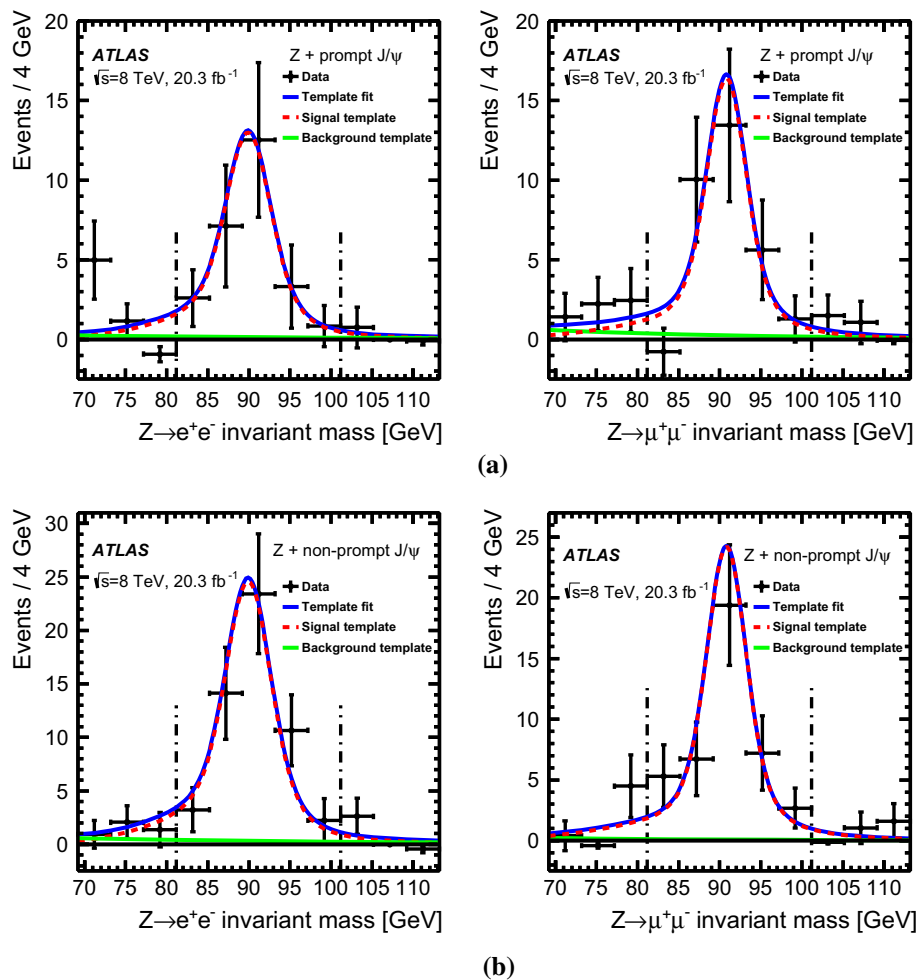 Events / 4 GeV
20
15
10
5
0
ATLAS
√s=8 TeV, 20.3 fb⁻¹
Z + prompt J/ψ
Data
Template fit
Signal template
Background template
70 75 80 85 90 95 100 105 110
Z→e⁺e⁻ invariant mass [GeV]
Events / 4 GeV
20
15
10
5
0
ATLAS
√s=8 TeV, 20.3 fb⁻¹
Z + prompt J/ψ
Data
Template fit
Signal template
Background template
70 75 80 85 90 95 100 105 110
Z→μ⁺μ⁻ invariant mass [GeV]
(a)
Events / 4 GeV
30
25
20
15
10
5
0
ATLAS
√s=8 TeV, 20.3 fb⁻¹
Z + non-prompt J/ψ
Data
Template fit
Signal template
Background template
70 75 80 85 90 95 100 105 110
Z→e⁺e⁻ invariant mass [GeV]
Events / 4 GeV
25
20
15
10
5
0
ATLAS
√s=8 TeV, 20.3 fb⁻¹
Z + non-prompt J/ψ
Data
Template fit
Signal template
Background template
70 75 80 85 90 95 100 105 110
Z→μ⁺μ⁻ invariant mass [GeV]
(b)